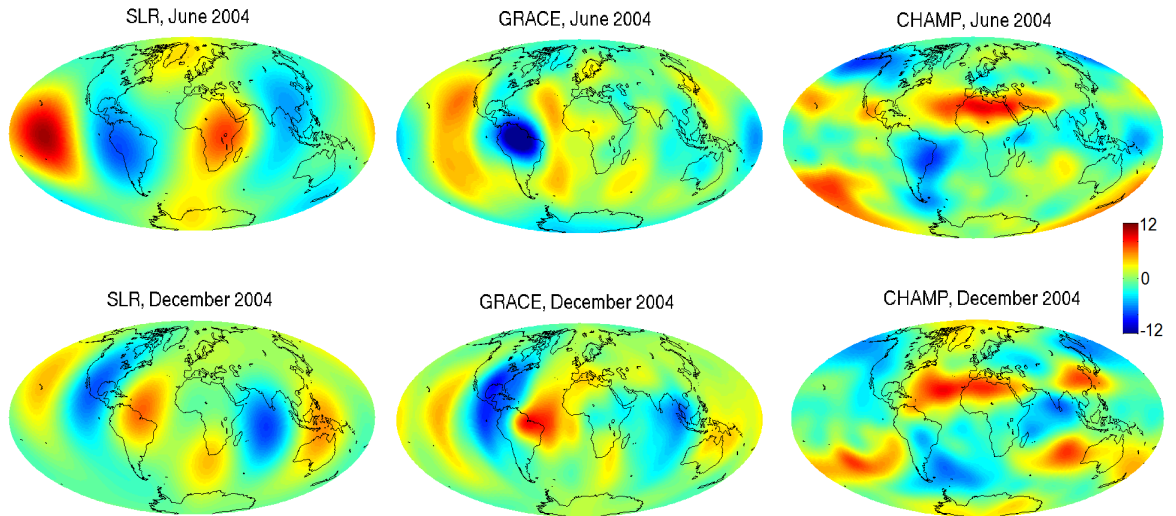 SLR, June 2004
GRACE, June 2004
CHAMP, June 2004
12
0
-12
SLR, December 2004
GRACE, December 2004
CHAMP, December 2004